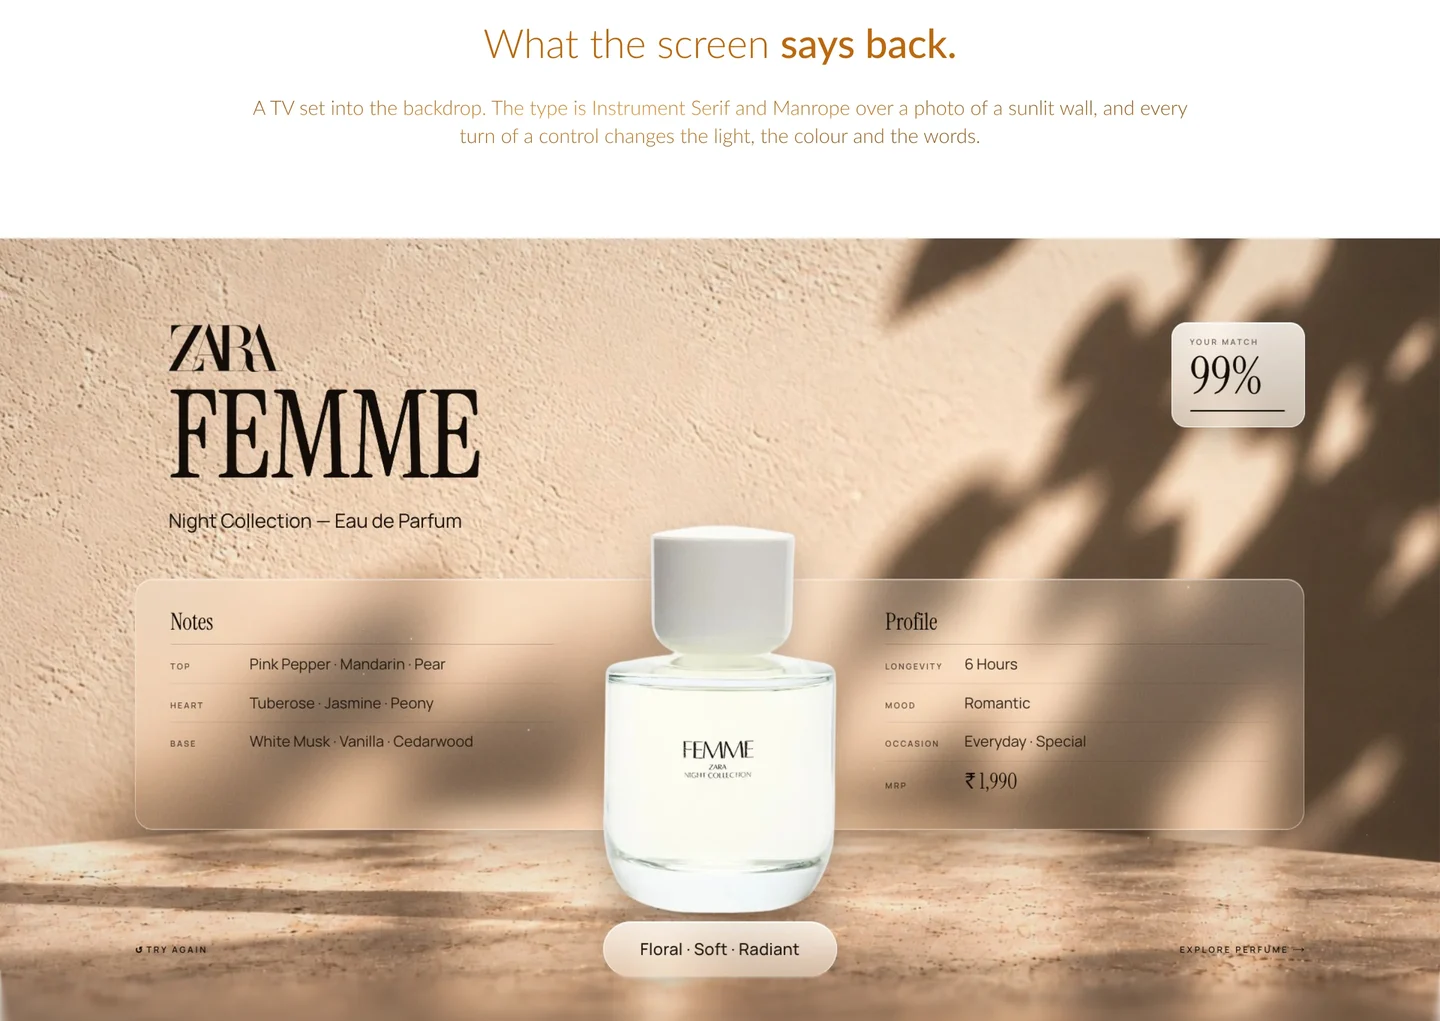 What the screen says back.
A TV set into the backdrop. The type is Instrument Serif and Manrope over a photo of a sunlit wall, and every
turn of a control changes the light, the colour and the words.
ZARA
FEMME
Night Collection — Eau de Parfum
YOUR MATCH
99%
Notes
TOP Pink Pepper · Mandarin · Pear
HEART Tuberose · Jasmine · Peony
BASE White Musk · Vanilla · Cedarwood
FEMME
ZARA
NIGHT COLLECTION
Profile
LONGEVITY 6 Hours
MOOD Romantic
OCCASION Everyday · Special
MRP ₹ 1,990
↺ TRY AGAIN
Floral · Soft · Radiant
EXPLORE PERFUME →